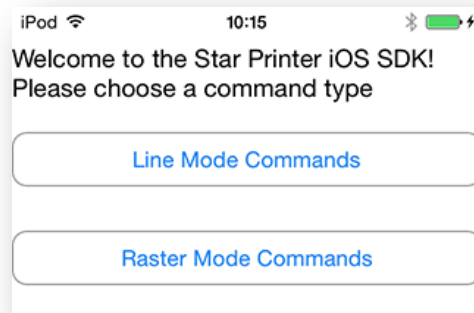 iPod 10:15
Welcome to the Star Printer iOS SDK!
Please choose a command type
Line Mode Commands
Raster Mode Commands